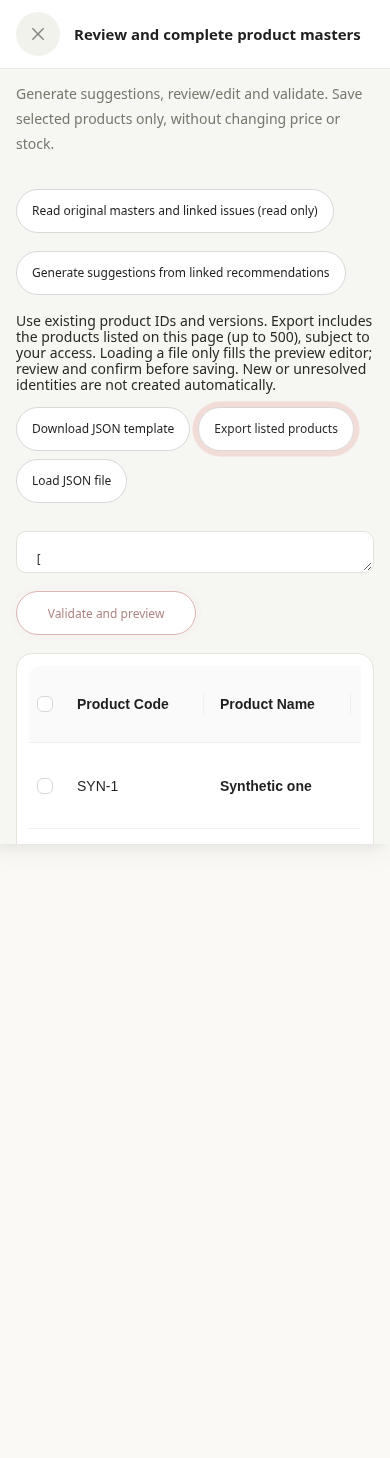 Review and complete product masters
Generate suggestions, review/edit and validate. Save
selected products only, without changing price or
stock.
Read original masters and linked issues (read only)
Generate suggestions from linked recommendations
Use existing product IDs and versions. Export includes
the products listed on this page (up to 500), subject to
your access. Loading a file only fills the preview editor;
review and confirm before saving. New or unresolved
identities are not created automatically.
Download JSON template
Export listed products
Load JSON file
[
Validate and preview
Product Code
Product Name
SYN-1
Synthetic one